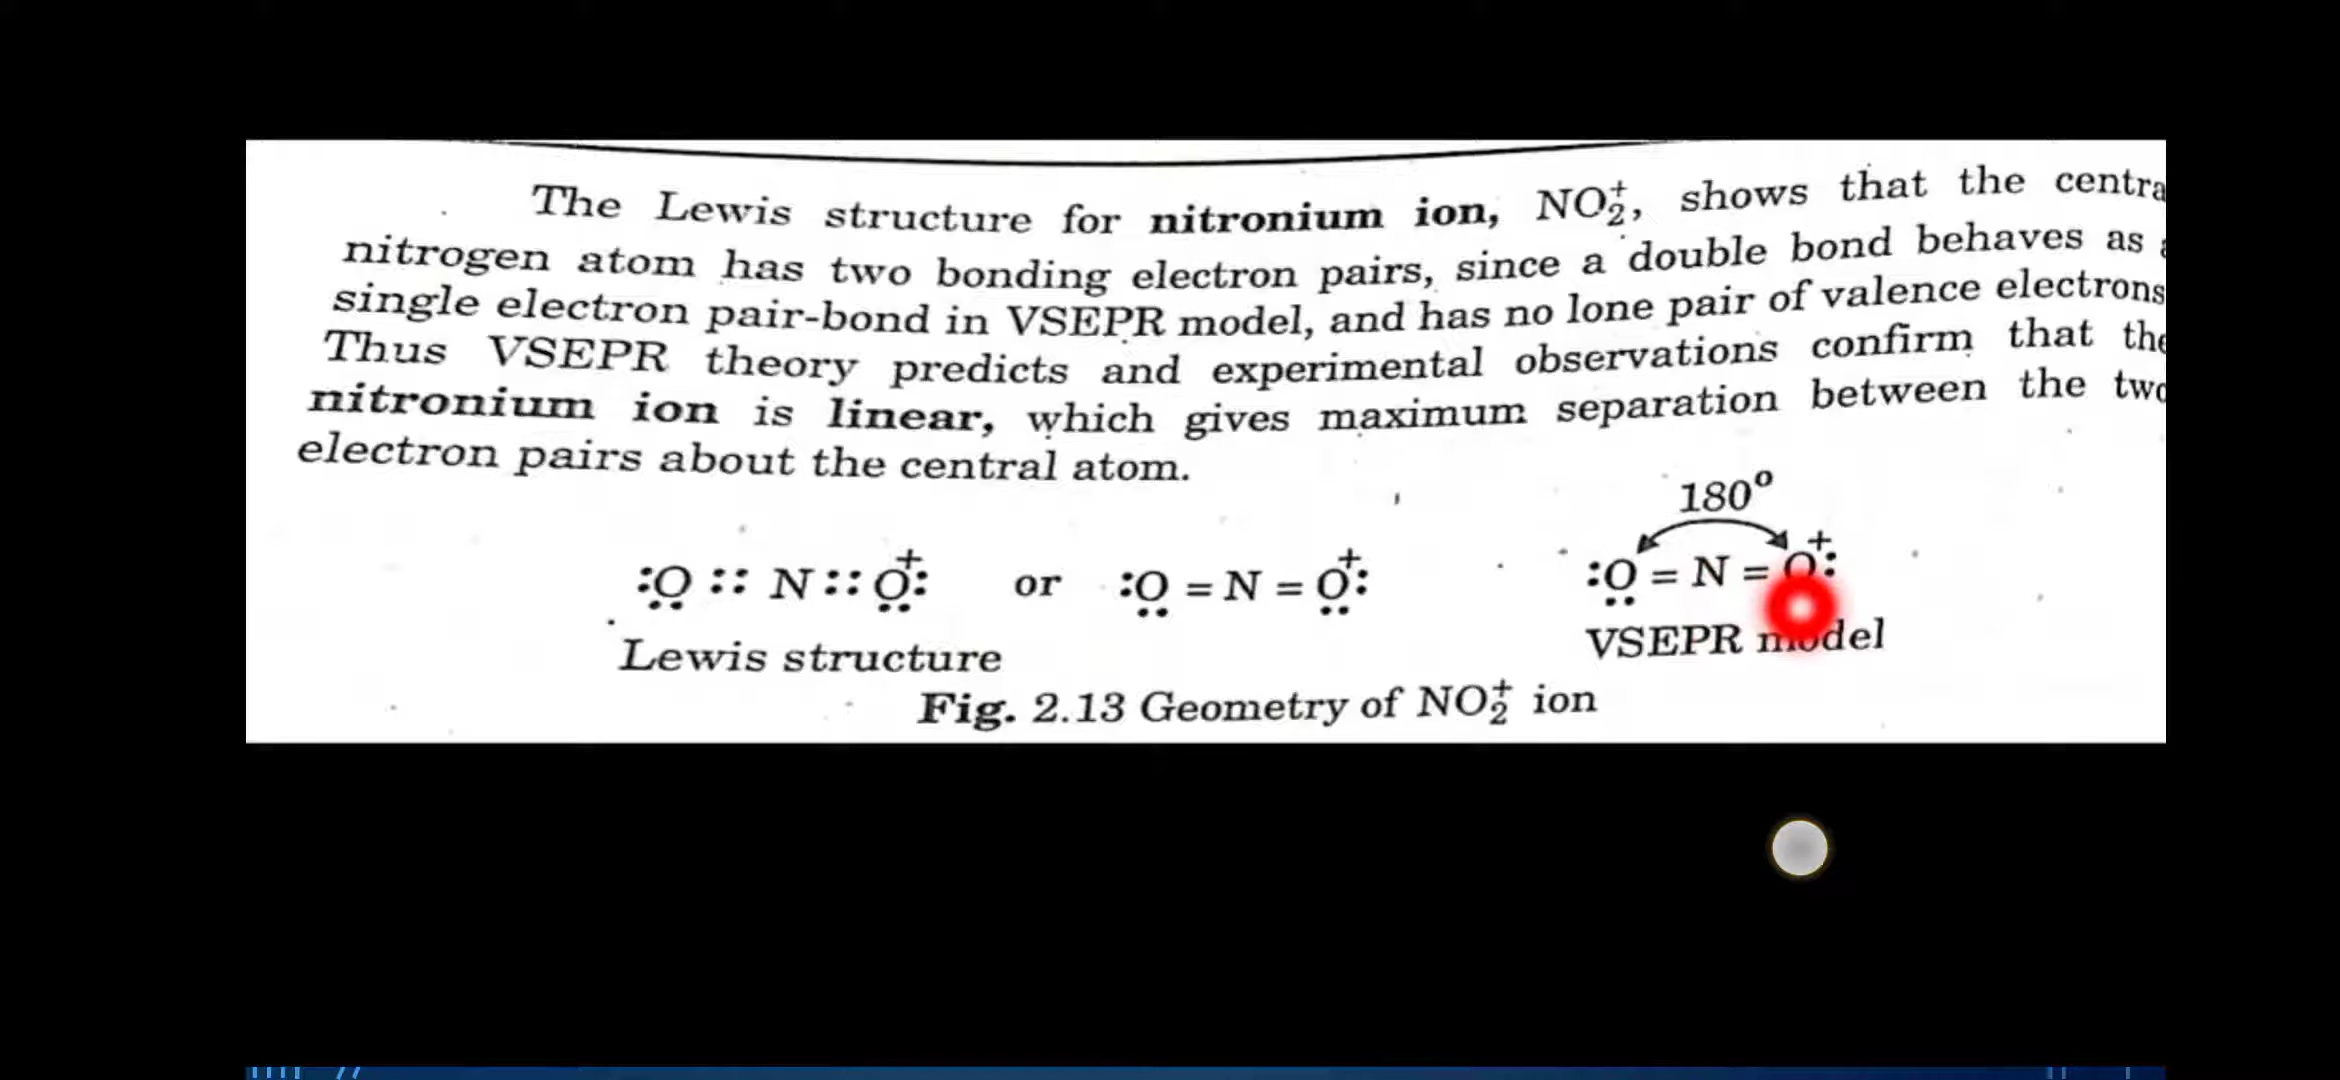 The Lewis structure for nitronium ion, NO₂⁺, shows that the centra
nitrogen atom has two bonding electron pairs, since a double bond behaves as
single electron pair-bond in VSEPR model, and has no lone pair of valence electrons
Thus VSEPR theory predicts and experimental observations confirm that the
nitronium ion is linear, which gives maximum separation between the two
electron pairs about the central atom.
180°
:O :: N :: O⁺: or :O = N = O⁺: :O = N = O⁺:
Lewis structure VSEPR model
Fig. 2.13 Geometry of NO₂⁺ ion